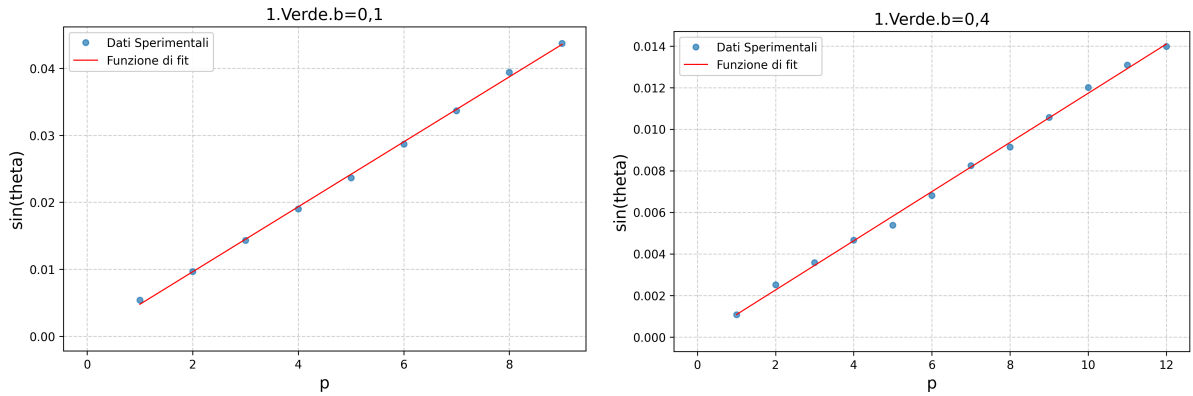 1.Verde.b=0,1
Dati Sperimentali
Funzione di fit
sin(theta)
0.04
0.03
0.02
0.01
0.00
0 2 4 6 8
p
1.Verde.b=0,4
Dati Sperimentali
Funzione di fit
sin(theta)
0.014
0.012
0.010
0.008
0.006
0.004
0.002
0.000
0 2 4 6 8 10 12
p